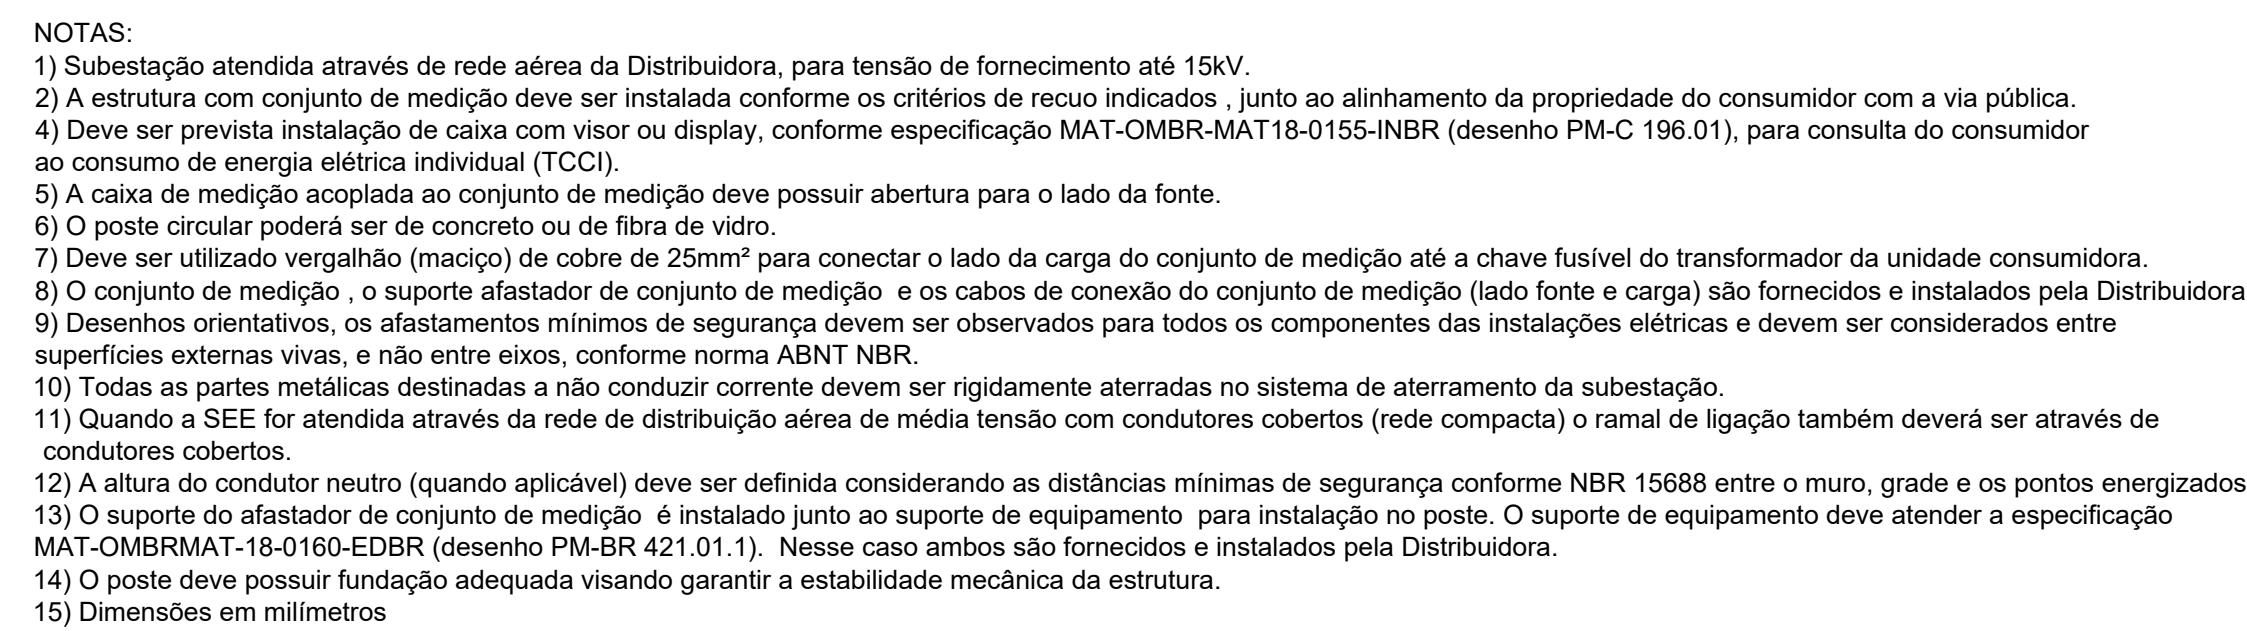 NOTAS:
1) Subestação atendida através de rede aérea da Distribuidora, para tensão de fornecimento até 15kV.
2) A estrutura com conjunto de medição deve ser instalada conforme os critérios de recuo indicados , junto ao alinhamento da propriedade do consumidor com a via pública.
4) Deve ser prevista instalação de caixa com visor ou display, conforme especificação MAT-OMBR-MAT18-0155-INBR (desenho PM-C 196.01), para consulta do consumidor
ao consumo de energia elétrica individual (TCCI).
5) A caixa de medição acoplada ao conjunto de medição deve possuir abertura para o lado da fonte.
6) O poste circular poderá ser de concreto ou de fibra de vidro.
7) Deve ser utilizado vergalhão (maciço) de cobre de 25mm² para conectar o lado da carga do conjunto de medição até a chave fusível do transformador da unidade consumidora.
8) O conjunto de medição , o suporte afastador de conjunto de medição  e os cabos de conexão do conjunto de medição (lado fonte e carga) são fornecidos e instalados pela Distribuidora
9) Desenhos orientativos, os afastamentos mínimos de segurança devem ser observados para todos os componentes das instalações elétricas e devem ser considerados entre
superfícies externas vivas, e não entre eixos, conforme norma ABNT NBR.
10) Todas as partes metálicas destinadas a não conduzir corrente devem ser rigidamente aterradas no sistema de aterramento da subestação.
11) Quando a SEE for atendida através da rede de distribuição aérea de média tensão com condutores cobertos (rede compacta) o ramal de ligação também deverá ser através de
condutores cobertos.
12) A altura do condutor neutro (quando aplicável) deve ser definida considerando as distâncias mínimas de segurança conforme NBR 15688 entre o muro, grade e os pontos energizados
13) O suporte do afastador de conjunto de medição  é instalado junto ao suporte de equipamento  para instalação no poste. O suporte de equipamento deve atender a especificação
MAT-OMBRMAT-18-0160-EDBR (desenho PM-BR 421.01.1).  Nesse caso ambos são fornecidos e instalados pela Distribuidora.
14) O poste deve possuir fundação adequada visando garantir a estabilidade mecânica da estrutura.
15) Dimensões em milímetros